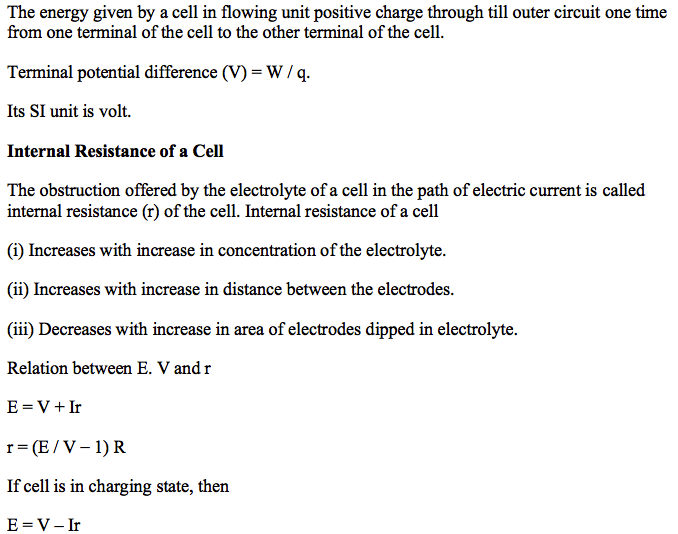 The energy given by a cell in flowing unit positive charge through till outer circuit one time
from one terminal of the cell to the other terminal of the cell.
Terminal potential difference (V) = W / q.
Its SI unit is volt.
Internal Resistance of a Cell
The obstruction offered by the electrolyte of a cell in the path of electric current is called
internal resistance (r) of the cell. Internal resistance of a cell
(i) Increases with increase in concentration of the electrolyte.
(ii) Increases with increase in distance between the electrodes.
(iii) Decreases with increase in area of electrodes dipped in electrolyte.
Relation between E. V and r
E = V + Ir
r = (E / V – 1) R
If cell is in charging state, then
E = V – Ir